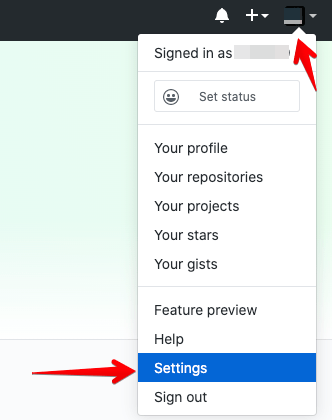 Signed in as
Set status
Your profile
Your repositories
Your projects
Your stars
Your gists
Feature preview
Help
Settings
Sign out